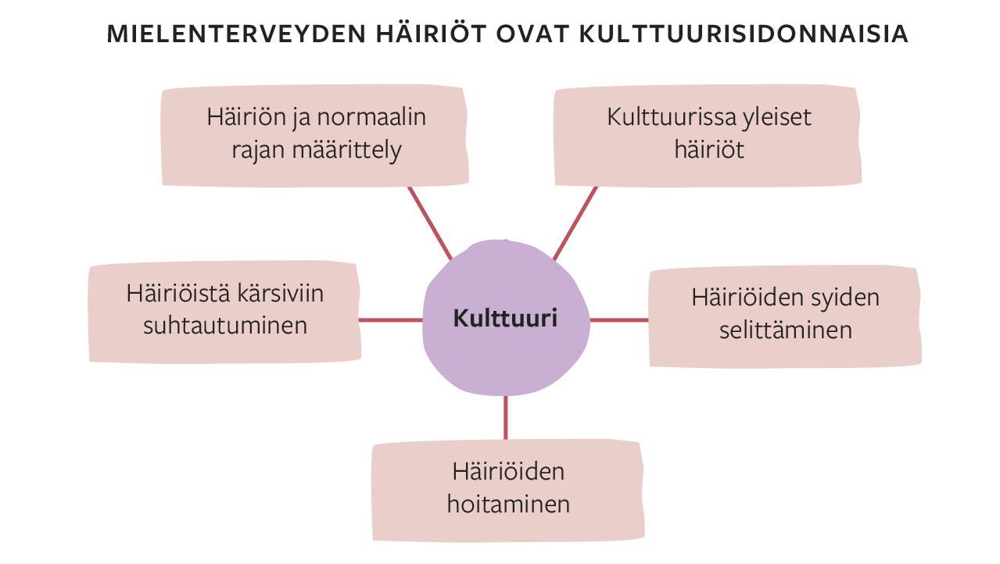 MIELENTERVEYDEN HÄIRIÖT OVAT KULTTUURISIDONNAISIA
Häiriön ja normaalin
rajan määrittely
Kulttuurissa yleiset
häiriöt
Häiriöistä kärsiviin
suhtautuminen
Kulttuuri
Häiriöiden syiden
selittäminen
Häiriöiden
hoitaminen